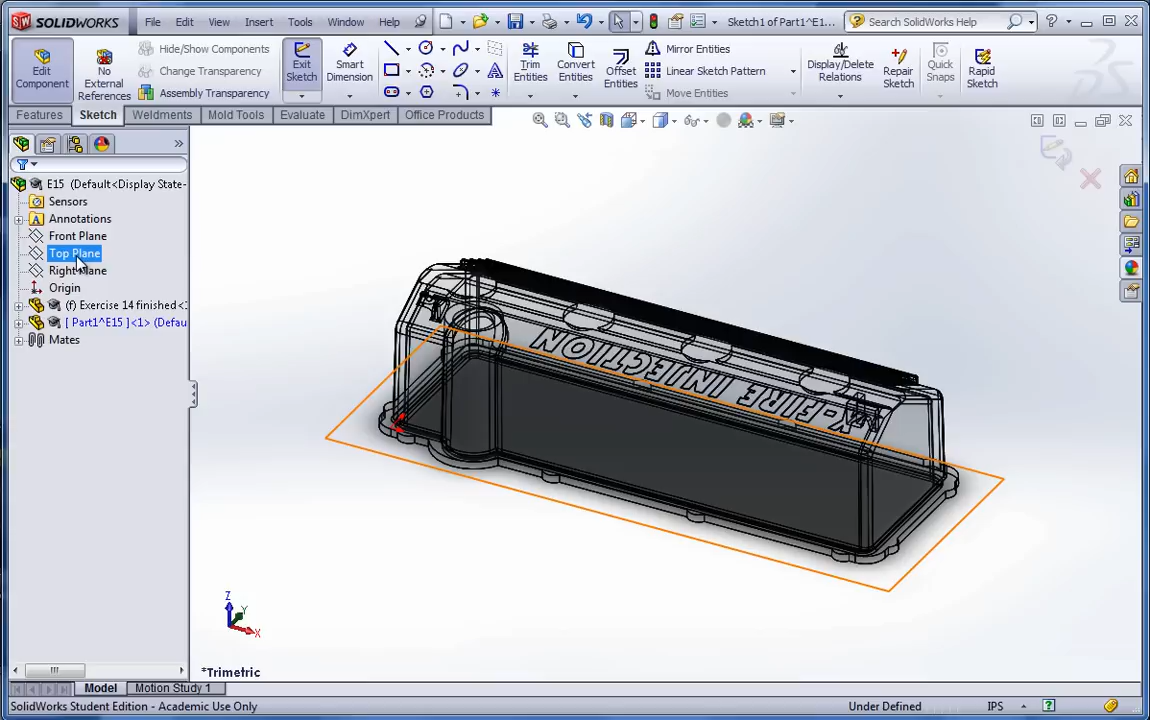 SOLIDWORKS File Edit View Insert Tools Window Help Sketch1 of Part1^E15 - ... Search SolidWorks Help
Edit Component
No External References
Hide/Show Components
Change Transparency
Assembly Transparency
Exit Sketch
Smart Dimension
Trim Entities
Convert Entities
Offset Entities
Mirror Entities
Linear Sketch Pattern
Move Entities
Display/Delete Relations
Repair Sketch
Quick Snaps
Rapid Sketch
Features Sketch Weldments Mold Tools Evaluate DimXpert Office Products
E15 (Default<Display State-
Sensors
Annotations
Front Plane
Top Plane
Right Plane
Origin
(f) Exercise 14 finished<1
[ Part1^E15 ]<1> (Defau
Mates
V-FIRE INJECTION
Z
Y
X
*Trimetric
Model Motion Study 1
SolidWorks Student Edition - Academic Use Only Under Defined IPS